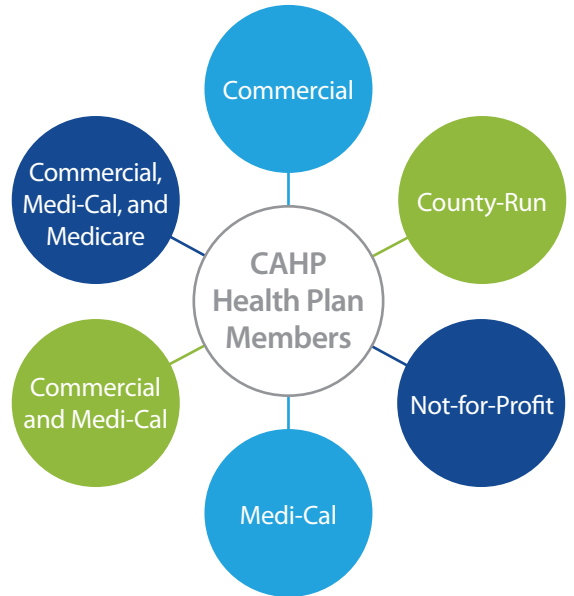 Commercial
Commercial,
Medi-Cal, and
Medicare
County-Run
CAHP
Health Plan
Members
Commercial
and Medi-Cal
Not-for-Profit
Medi-Cal